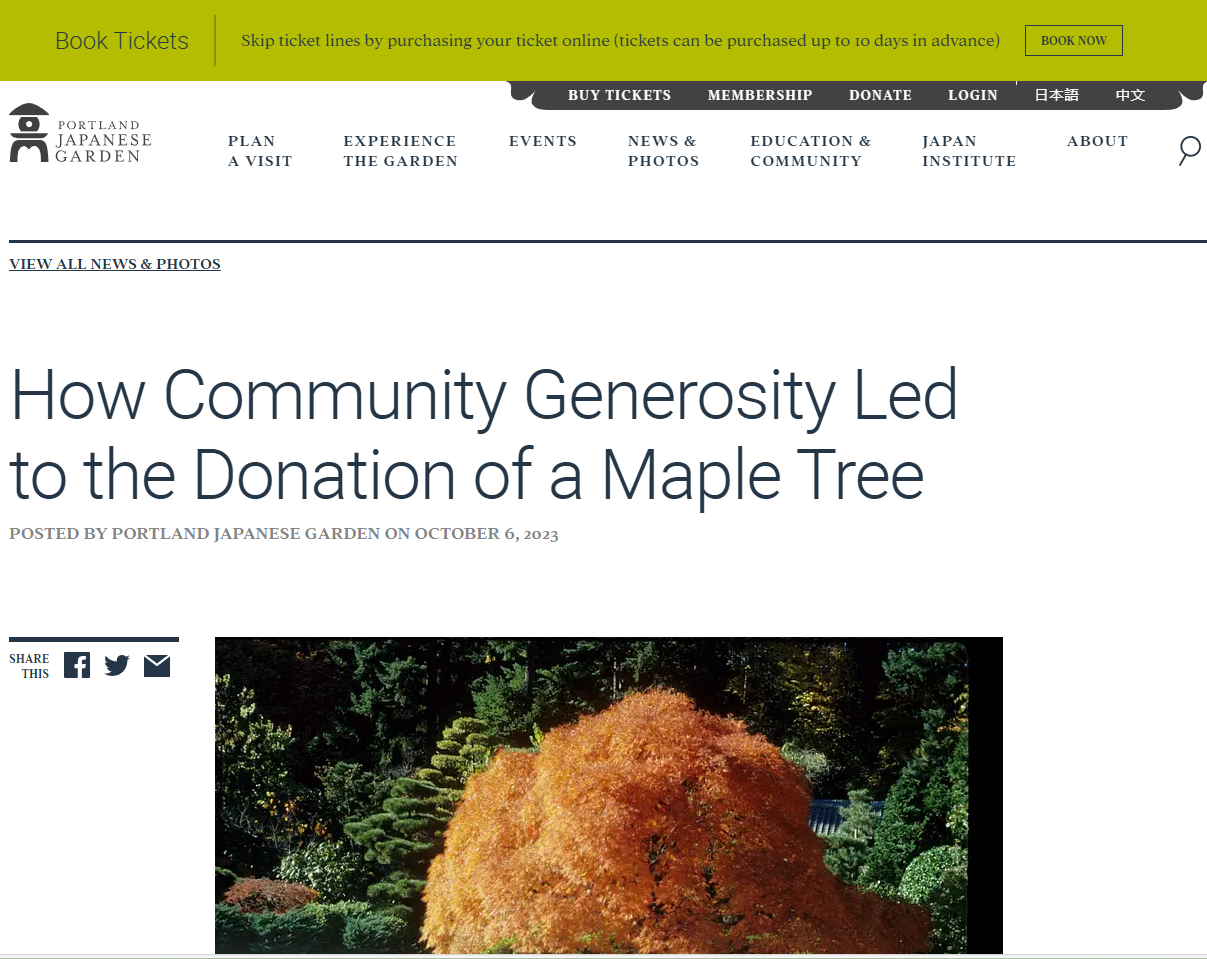 Book Tickets
Skip ticket lines by purchasing your ticket online (tickets can be purchased up to 10 days in advance)
BOOK NOW
BUY TICKETS
MEMBERSHIP
DONATE
LOGIN
日本語
中文
PORTLAND
JAPANESE
GARDEN
PLAN
A VISIT
EXPERIENCE
THE GARDEN
EVENTS
NEWS &
PHOTOS
EDUCATION &
COMMUNITY
JAPAN
INSTITUTE
ABOUT
VIEW ALL NEWS & PHOTOS
How Community Generosity Led
to the Donation of a Maple Tree
POSTED BY PORTLAND JAPANESE GARDEN ON OCTOBER 6, 2023
SHARE
THIS